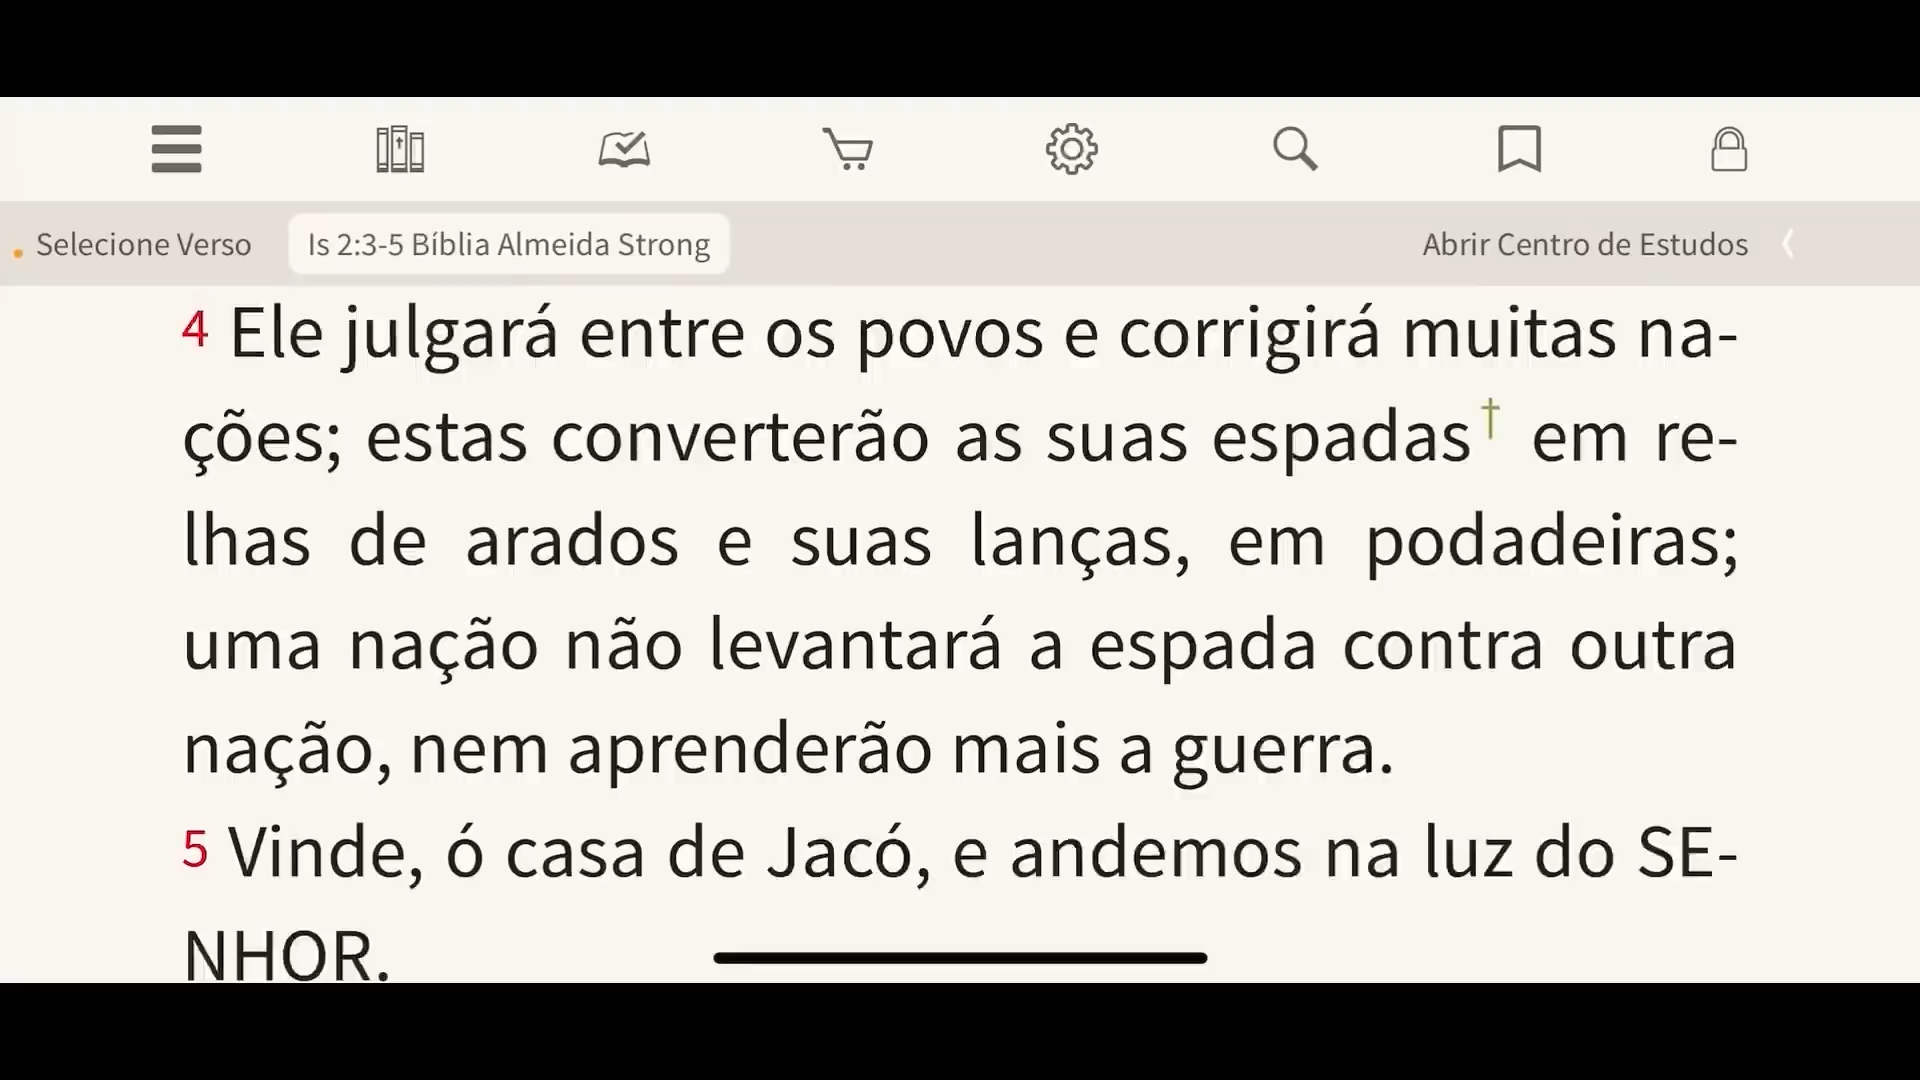 Selecione Verso
Is 2:3-5 Bíblia Almeida Strong
Abrir Centro de Estudos
4 Ele julgará entre os povos e corrigirá muitas na-
ções; estas converterão as suas espadas† em re-
lhas de arados e suas lanças, em podadeiras;
uma nação não levantará a espada contra outra
nação, nem aprenderão mais a guerra.
5 Vinde, ó casa de Jacó, e andemos na luz do SE-
NHOR.